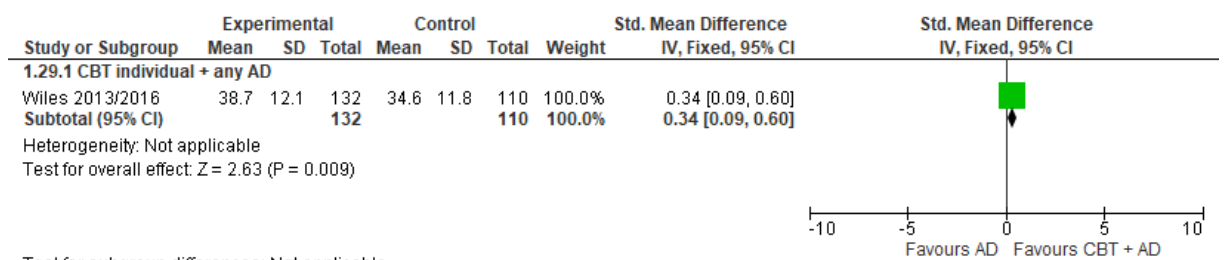 Experimental Control Std. Mean Difference Std. Mean Difference
Study or Subgroup Mean SD Total Mean SD Total Weight IV, Fixed, 95% CI IV, Fixed, 95% CI
1.29.1 CBT individual + any AD
Wiles 2013/2016 38.7 12.1 132 34.6 11.8 110 100.0% 0.34 [0.09, 0.60]
Subtotal (95% CI) 132 110 100.0% 0.34 [0.09, 0.60]
Heterogeneity: Not applicable
Test for overall effect: Z = 2.63 (P = 0.009)
-10 -5 0 5 10
Favours AD Favours CBT + AD